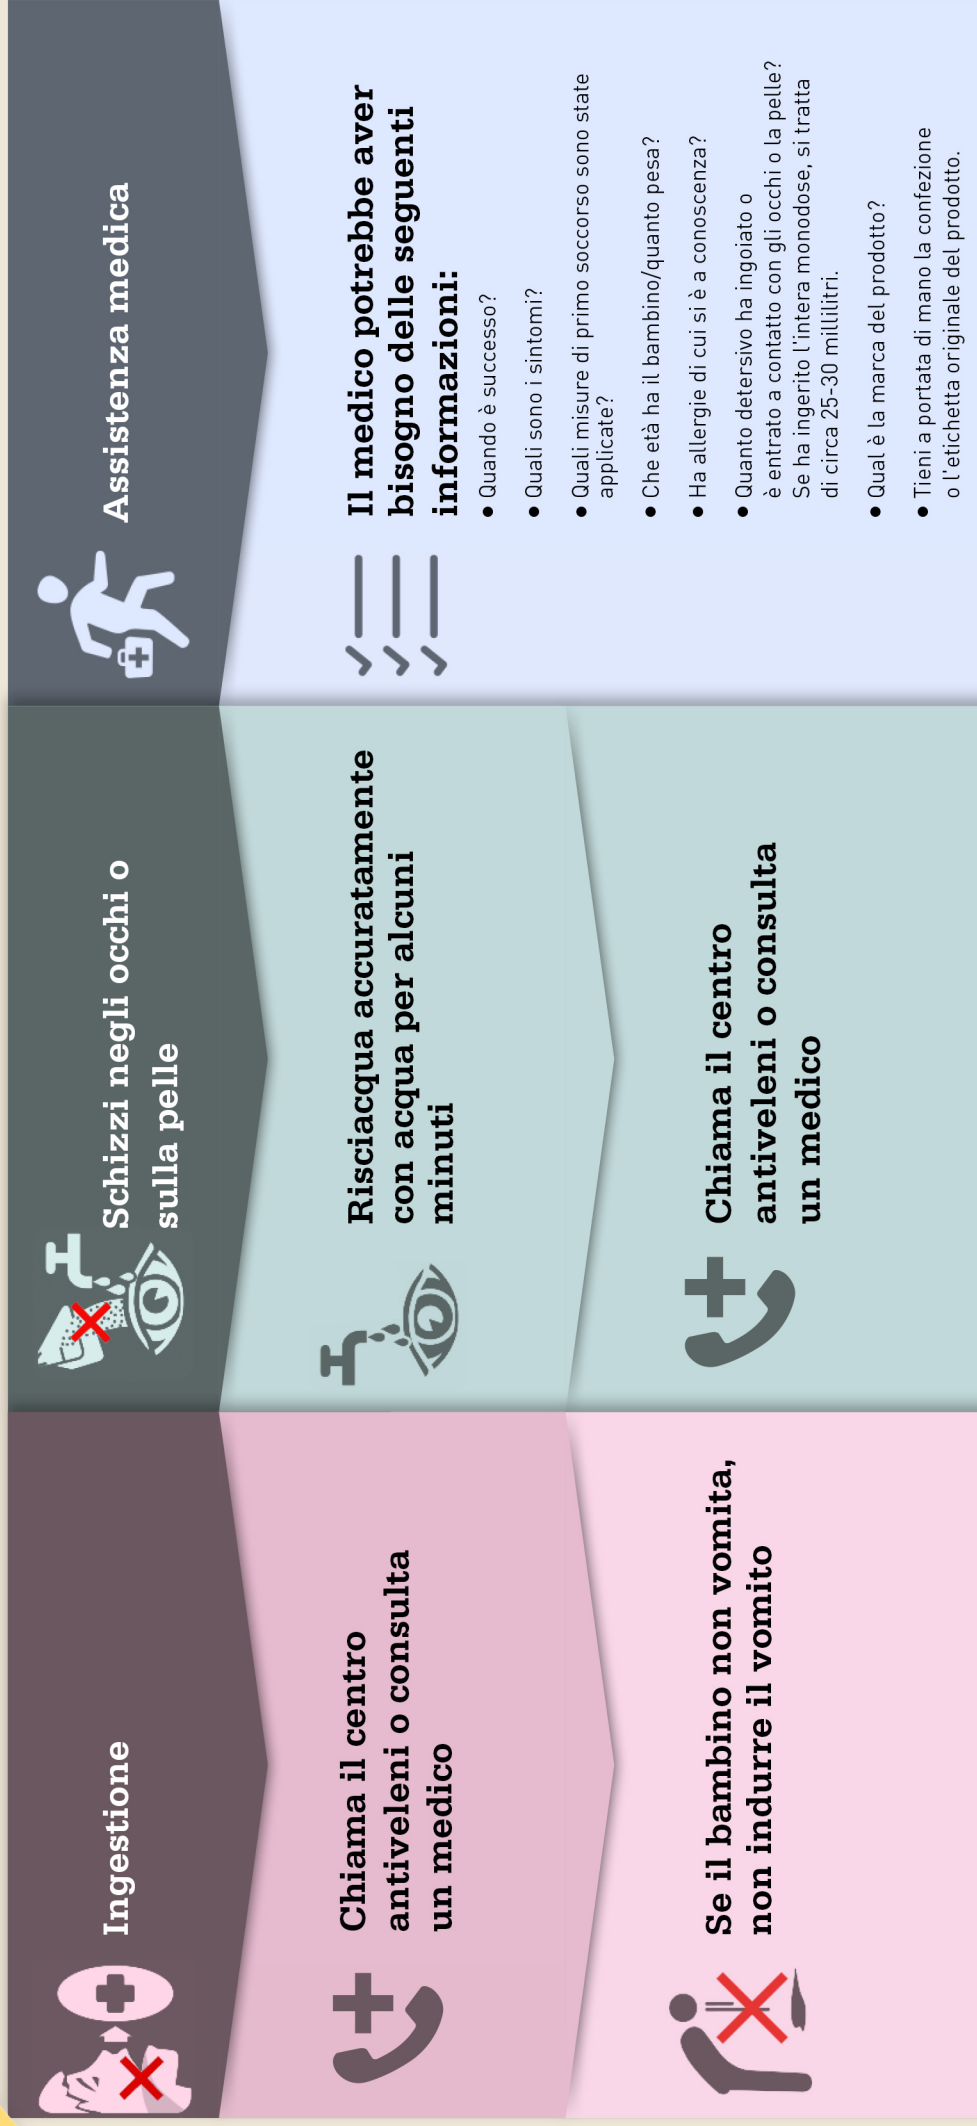 Ingestione
Chiama il centro
antiveleni o consulta
un medico
Se il bambino non vomita,
non indurre il vomito
Schizzi negli occhi o
sulla pelle
Risciacqua accuratamente
con acqua per alcuni
minuti
Chiama il centro
antiveleni o consulta
un medico
Assistenza medica
Il medico potrebbe aver
bisogno delle seguenti
informazioni:
• Quando è successo?
• Quali sono i sintomi?
• Quali misure di primo soccorso sono state
applicate?
• Che età ha il bambino/quanto pesa?
• Ha allergie di cui si è a conoscenza?
• Quanto detersivo ha ingoiato o
è entrato a contatto con gli occhi o la pelle?
Se ha ingerito l'intera monodose, si tratta
di circa 25-30 millilitri.
• Qual è la marca del prodotto?
• Tieni a portata di mano la confezione
o l'etichetta originale del prodotto.